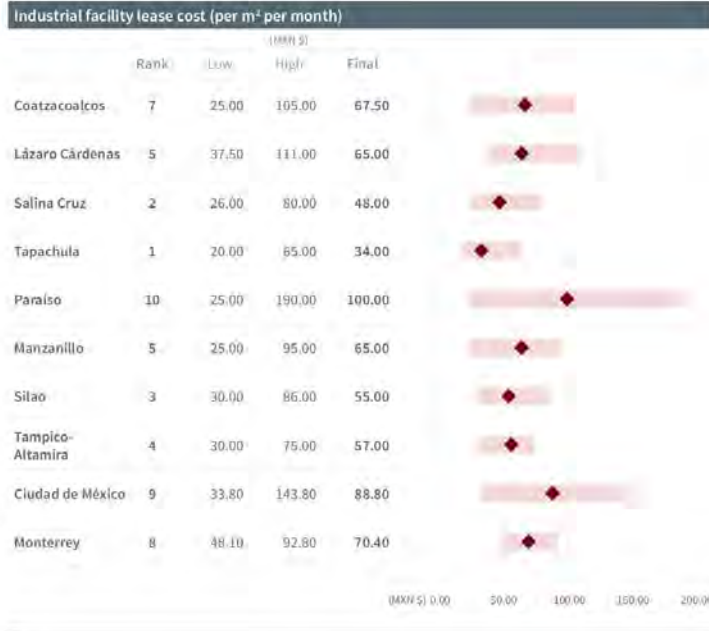 Industrial facility lease cost (per m² per month)
(MXN $)
Rank Low High Final
Coatzacoalcos 7 25.00 105.00 67.50
Lázaro Cárdenas 5 37.50 111.00 65.00
Salina Cruz 2 26.00 80.00 48.00
Tapachula 1 20.00 65.00 34.00
Paraíso 10 25.00 190.00 100.00
Manzanillo 5 25.00 95.00 65.00
Silao 3 30.00 86.00 55.00
Tampico-
Altamira 4 30.00 75.00 57.00
Ciudad de México 9 33.80 143.80 88.80
Monterrey 8 48.10 92.80 70.40
(MXN $) 0.00 50.00 100.00 150.00 200.00